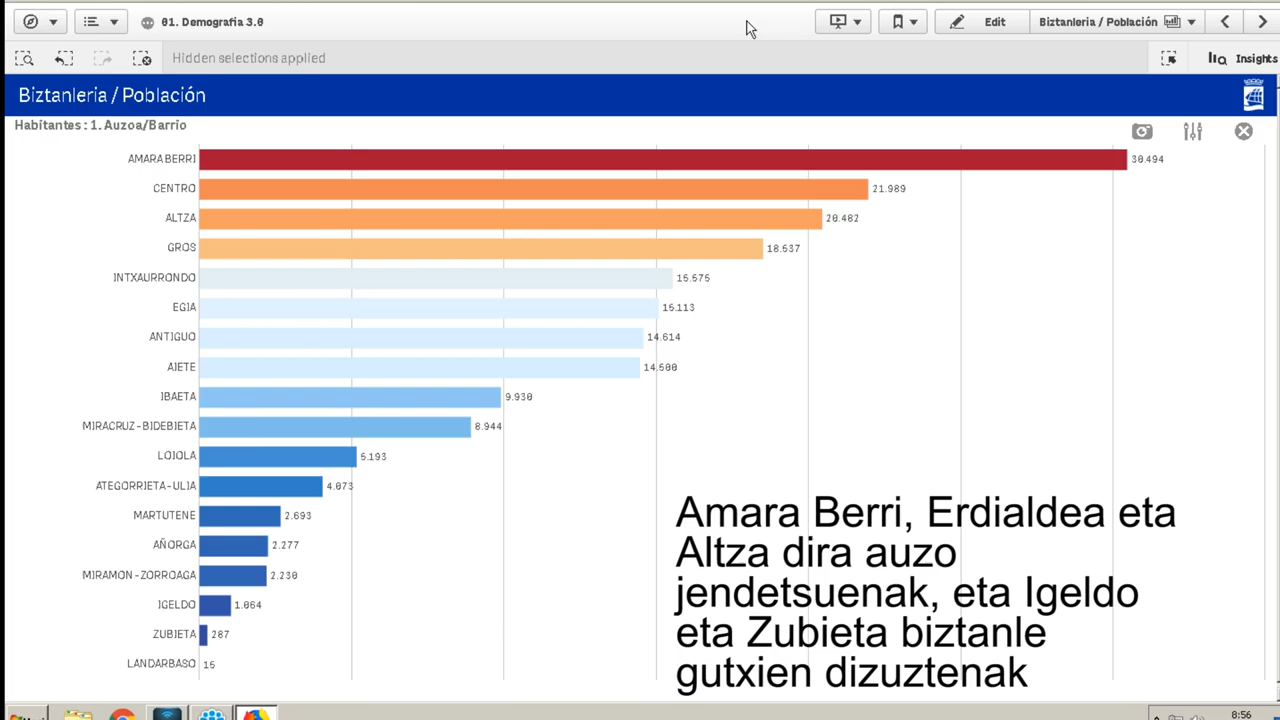 01. Demografia 3.0
Edit
Biztanleria / Población
Hidden selections applied
Insights
Biztanleria / Población
Habitantes : 1. Auzoa/Barrio
AMARA BERRI 30.494
CENTRO 21.989
ALTZA 20.482
GROS 18.537
INTXAURRONDO 15.575
EGIA 15.113
ANTIGUO 14.614
AIETE 14.500
IBAETA 9.930
MIRACRUZ-BIDEBIETA 8.944
LOIOLA 5.193
ATEGORRIETA-ULIA 4.073
MARTUTENE 2.693
AÑORGA 2.277
MIRAMON-ZORROAGA 2.230
IGELDO 1.064
ZUBIETA 287
LANDARBASO 15
Amara Berri, Erdialdea eta
Altza dira auzo
jendetsuenak, eta Igeldo
eta Zubieta biztanle
gutxien dizuztenak
8:56